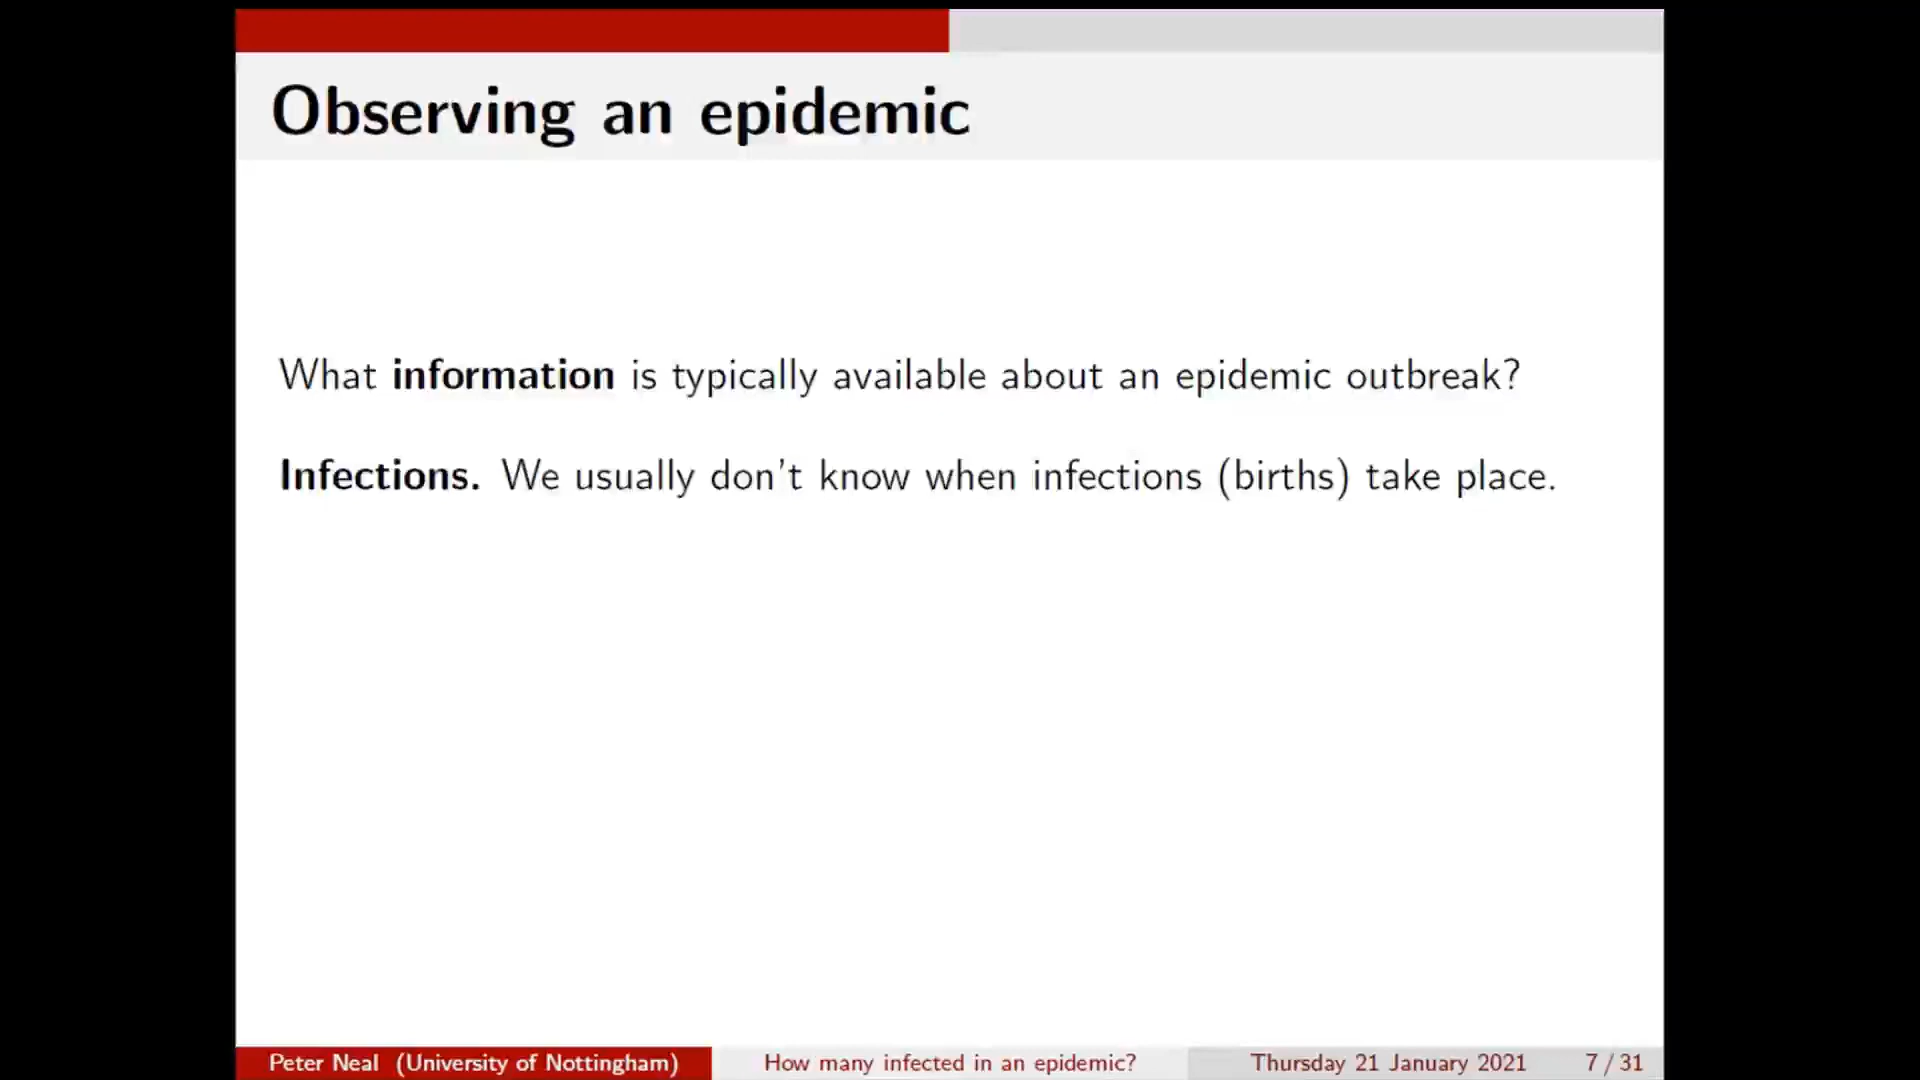 Observing an epidemic
What information is typically available about an epidemic outbreak?
Infections. We usually don't know when infections (births) take place.
Peter Neal (University of Nottingham) How many infected in an epidemic? Thursday 21 January 2021 7 / 31